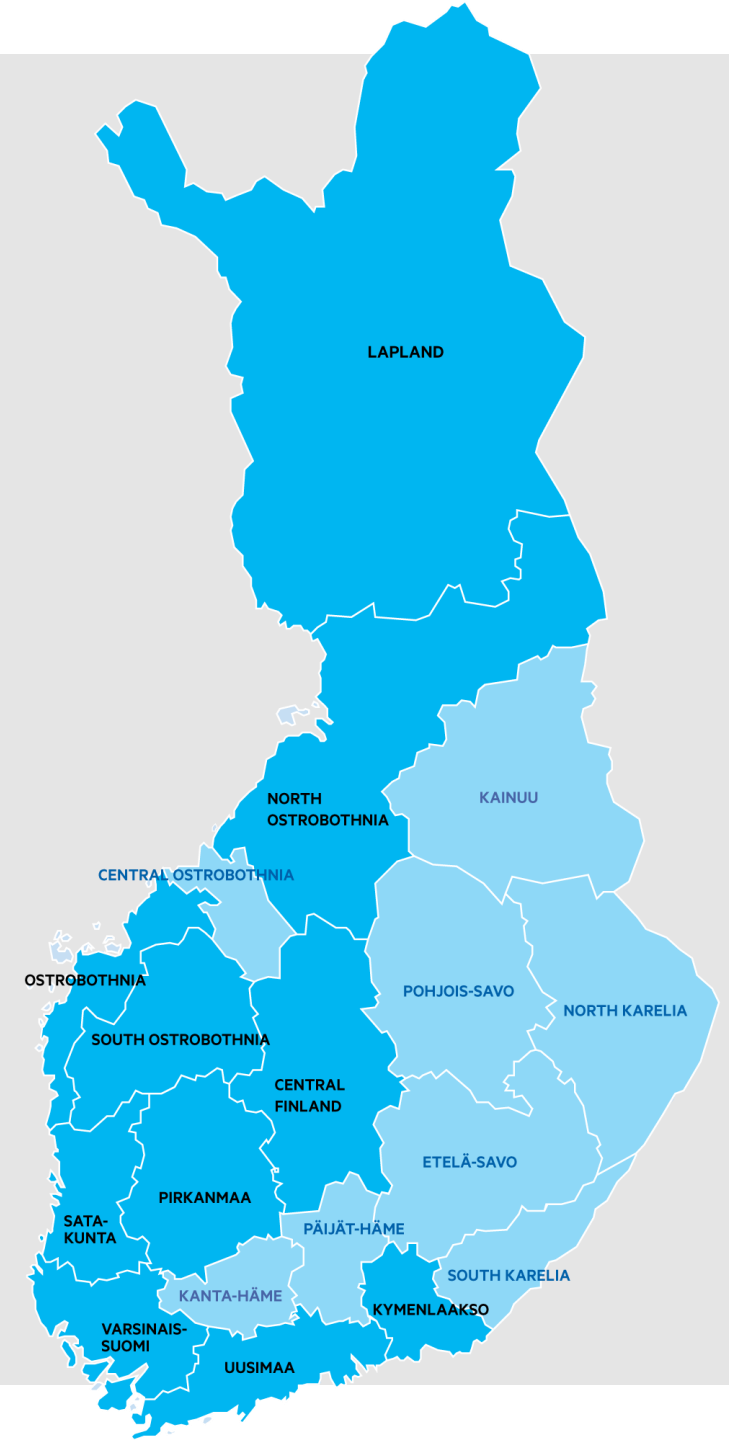 LAPLAND
NORTH
OSTROBOTHNIA
KAINUU
CENTRAL OSTROBOTHNIA
OSTROBOTHNIA
POHJOIS-SAVO
NORTH KARELIA
SOUTH OSTROBOTHNIA
CENTRAL
FINLAND
ETELÄ-SAVO
PIRKANMAA
SATA-
KUNTA
PÄIJÄT-HÄME
SOUTH KARELIA
KANTA-HÄME
KYMENLAAKSO
VARSINAIS-
SUOMI
UUSIMAA